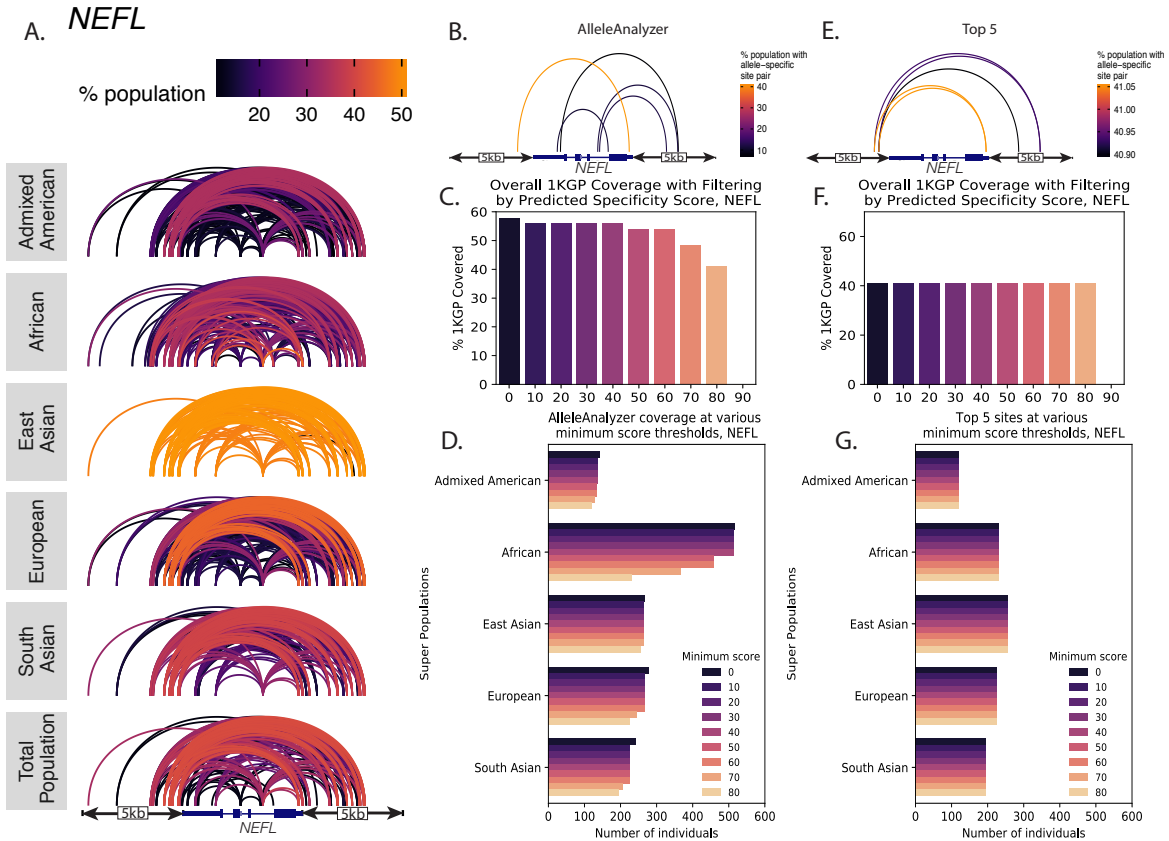 A.
NEFL
% population
20 30 40 50
Admixed
American
African
East
Asian
European
South
Asian
Total
Population
5kb
5kb
NEFL
B.
AlleleAnalyzer
% population with
allele-specific
site pair
40
30
20
10
5kb
5kb
NEFL
C.
Overall 1KGP Coverage with Filtering
by Predicted Specificity Score, NEFL
% 1KGP Covered
60
50
40
30
20
10
0
0 10 20 30 40 50 60 70 80 90
D.
AlleleAnalyzer coverage at various
minimum score thresholds, NEFL
Super Populations
Admixed American
African
East Asian
European
South Asian
Minimum score
0
10
20
30
40
50
60
70
80
0 100 200 300 400 500 600
Number of individuals
E.
Top 5
% population with
allele-specific
site pair
41.05
41.00
40.95
40.90
5kb
5kb
NEFL
F.
Overall 1KGP Coverage with Filtering
by Predicted Specificity Score, NEFL
% 1KGP Covered
60
40
20
0
0 10 20 30 40 50 60 70 80 90
G.
Top 5 sites at various
minimum score thresholds, NEFL
Super Populations
Admixed American
African
East Asian
European
South Asian
Minimum score
0
10
20
30
40
50
60
70
80
0 100 200 300 400 500 600
Number of individuals